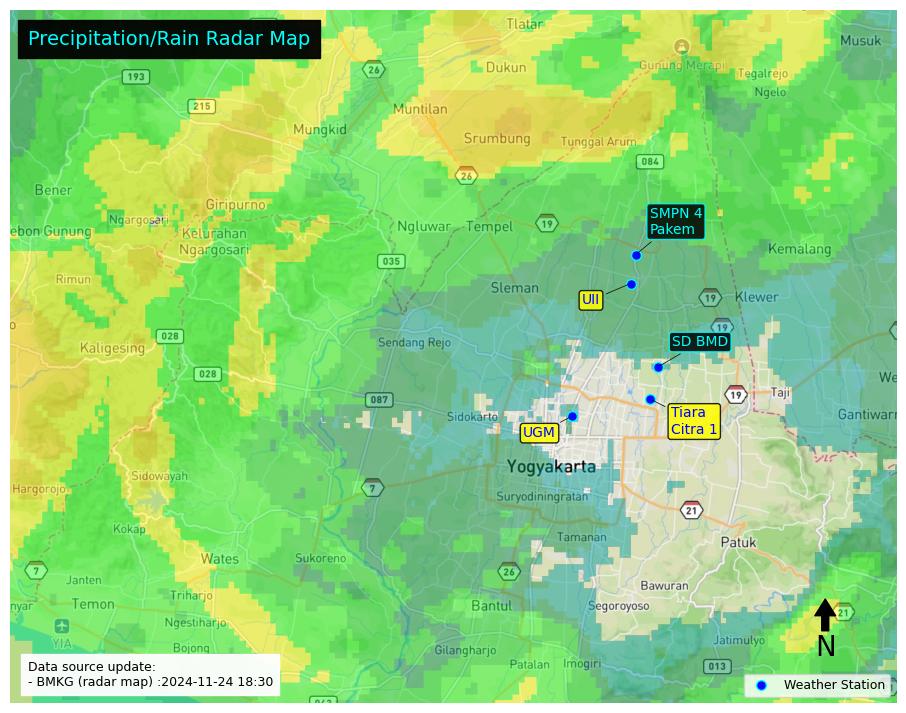 Precipitation/Rain Radar Map
Tlatar
Musuk
Gunung Merapi
26
Dukun
193
Tegalrejo
Ngelo
215
Muntilan
Mungkid
Srumbung
Tunggal Arum
084
26
Bener
Giripurno
SMPN 4
Pakem
Ngargosari
ebon Gunung
Kelurahan
Ngargosari
Ngluwar
Tempel
19
Kemalang
035
Rimun
Sleman
UII
19
Klewer
19
028
Sendang Rejo
SD BMD
Kaligesing
028
We
087
19
Taji
Sidokarto
Tiara
Citra 1
Gantiwarn
UGM
Yogyakarta
Sidowayah
Hargorojo
7
Suryodiningratan
21
Kokap
Tamanan
Patuk
Wates
Sukoreno
7
26
Janten
Bawuran
nyar
Temon
Triharjo
Bantul
Segoroyoso
21
Ngestiharjo
YIA
Jatimulyo
N
Bojong
Gilangharjo
Patalan
Imogiri
013
Data source update:
- BMKG (radar map) :2024-11-24 18:30
Weather Station